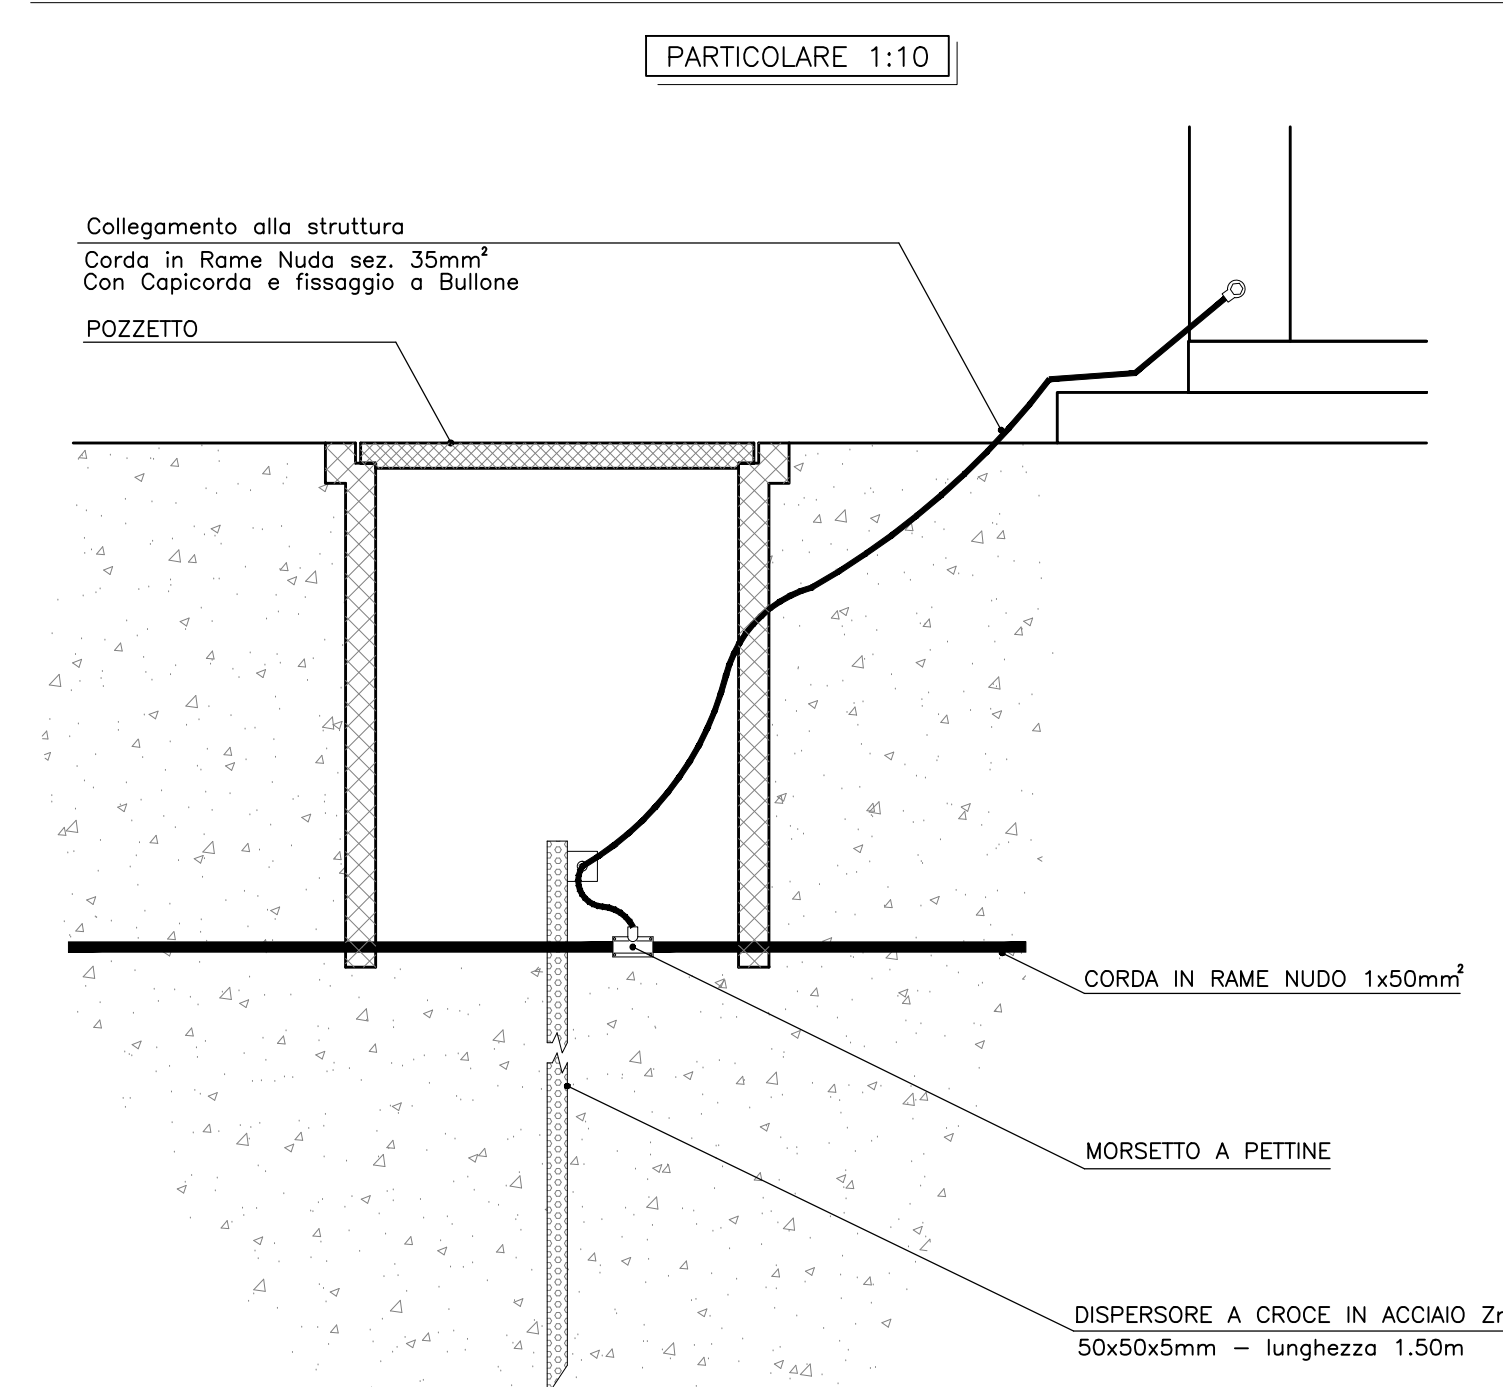 PARTICOLARE 1:10
Collegamento alla struttura
Corda in Rame Nuda sez. 35mm²
Con Capicorda e fissaggio a Bullone
POZZETTO
CORDA IN RAME NUDO 1x50mm²
MORSETTO A PETTINE
DISPERSORE A CROCE IN ACCIAIO Zn
50x50x5mm – lunghezza 1.50m